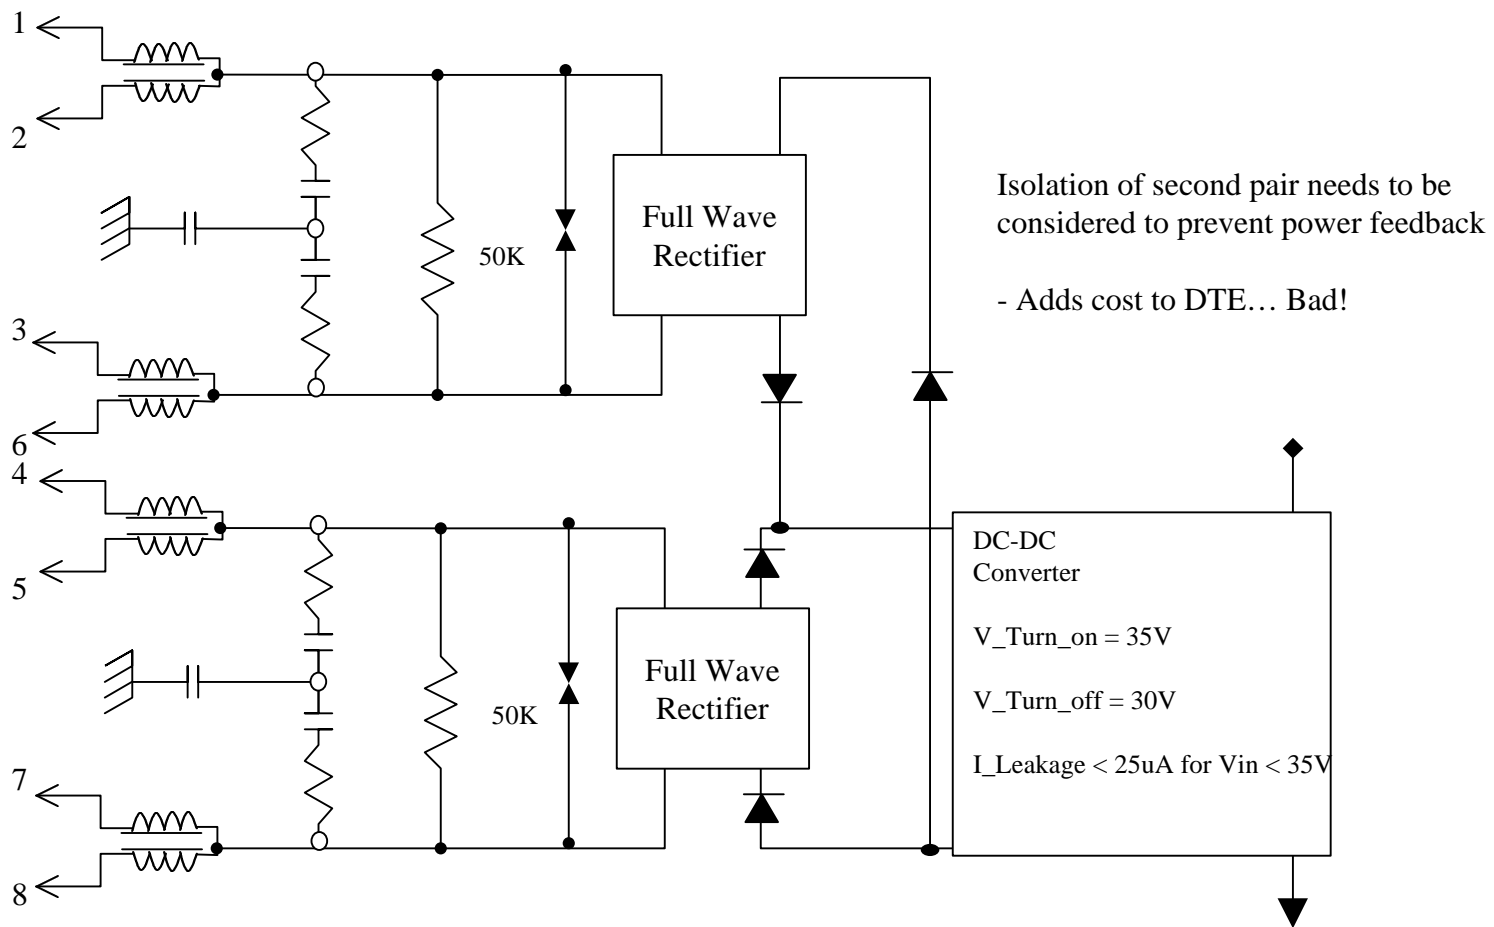 1
2
Isolation of second pair needs to be
considered to prevent power feedback
Full Wave
Rectifier
50K
- Adds cost to DTE… Bad!
3
6
4
5
DC-DC
Converter
V_Turn_on = 35V
Full Wave
Rectifier
50K
V_Turn_off = 30V
I_Leakage < 25uA for Vin < 35V
7
8